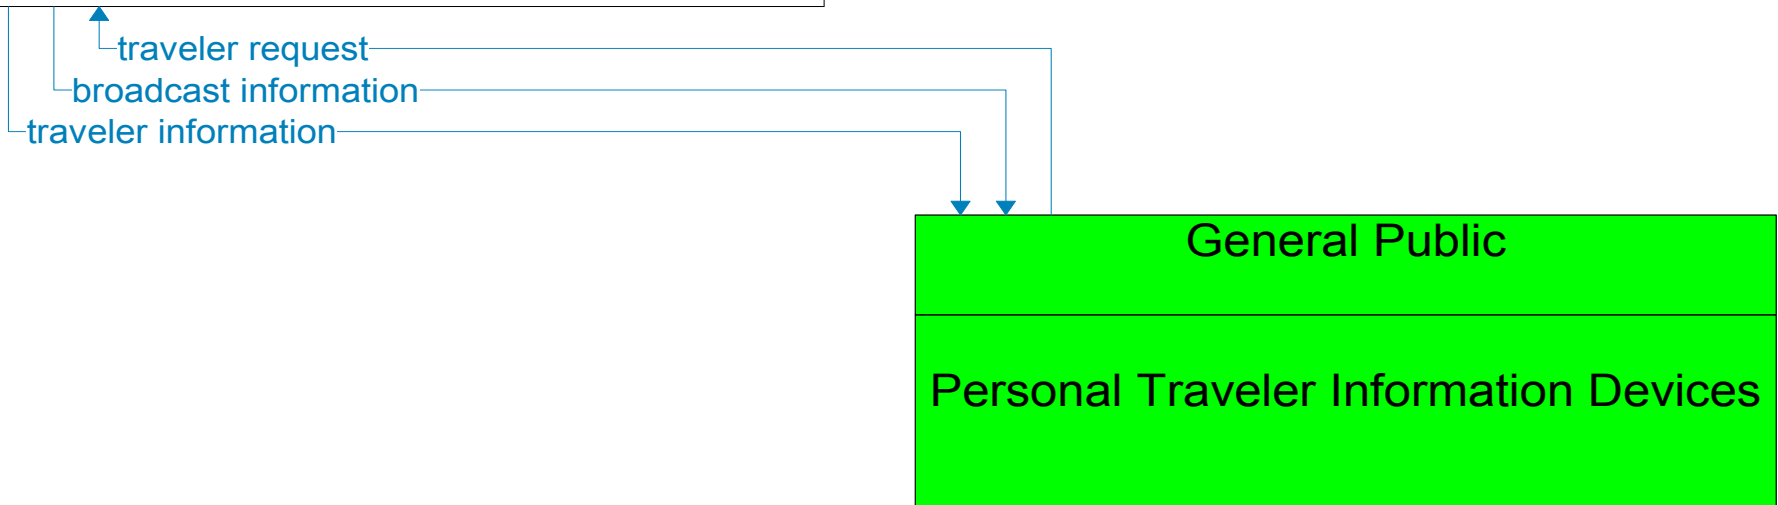 traveler request
broadcast information
traveler information
General Public
Personal Traveler Information Devices